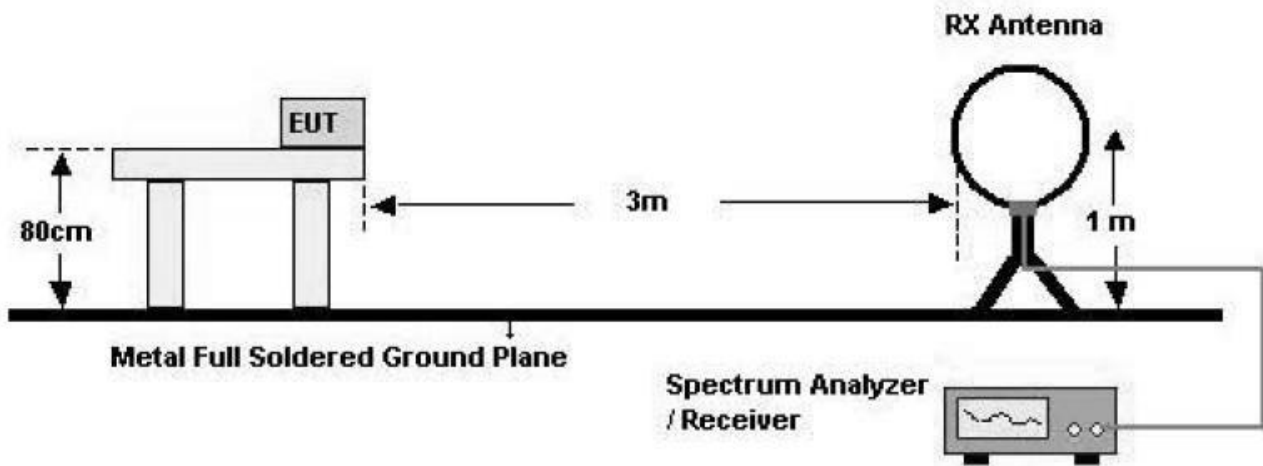 RX Antenna
EUT
3m
80cm
1 m
Metal Full Soldered Ground Plane
Spectrum Analyzer
/ Receiver